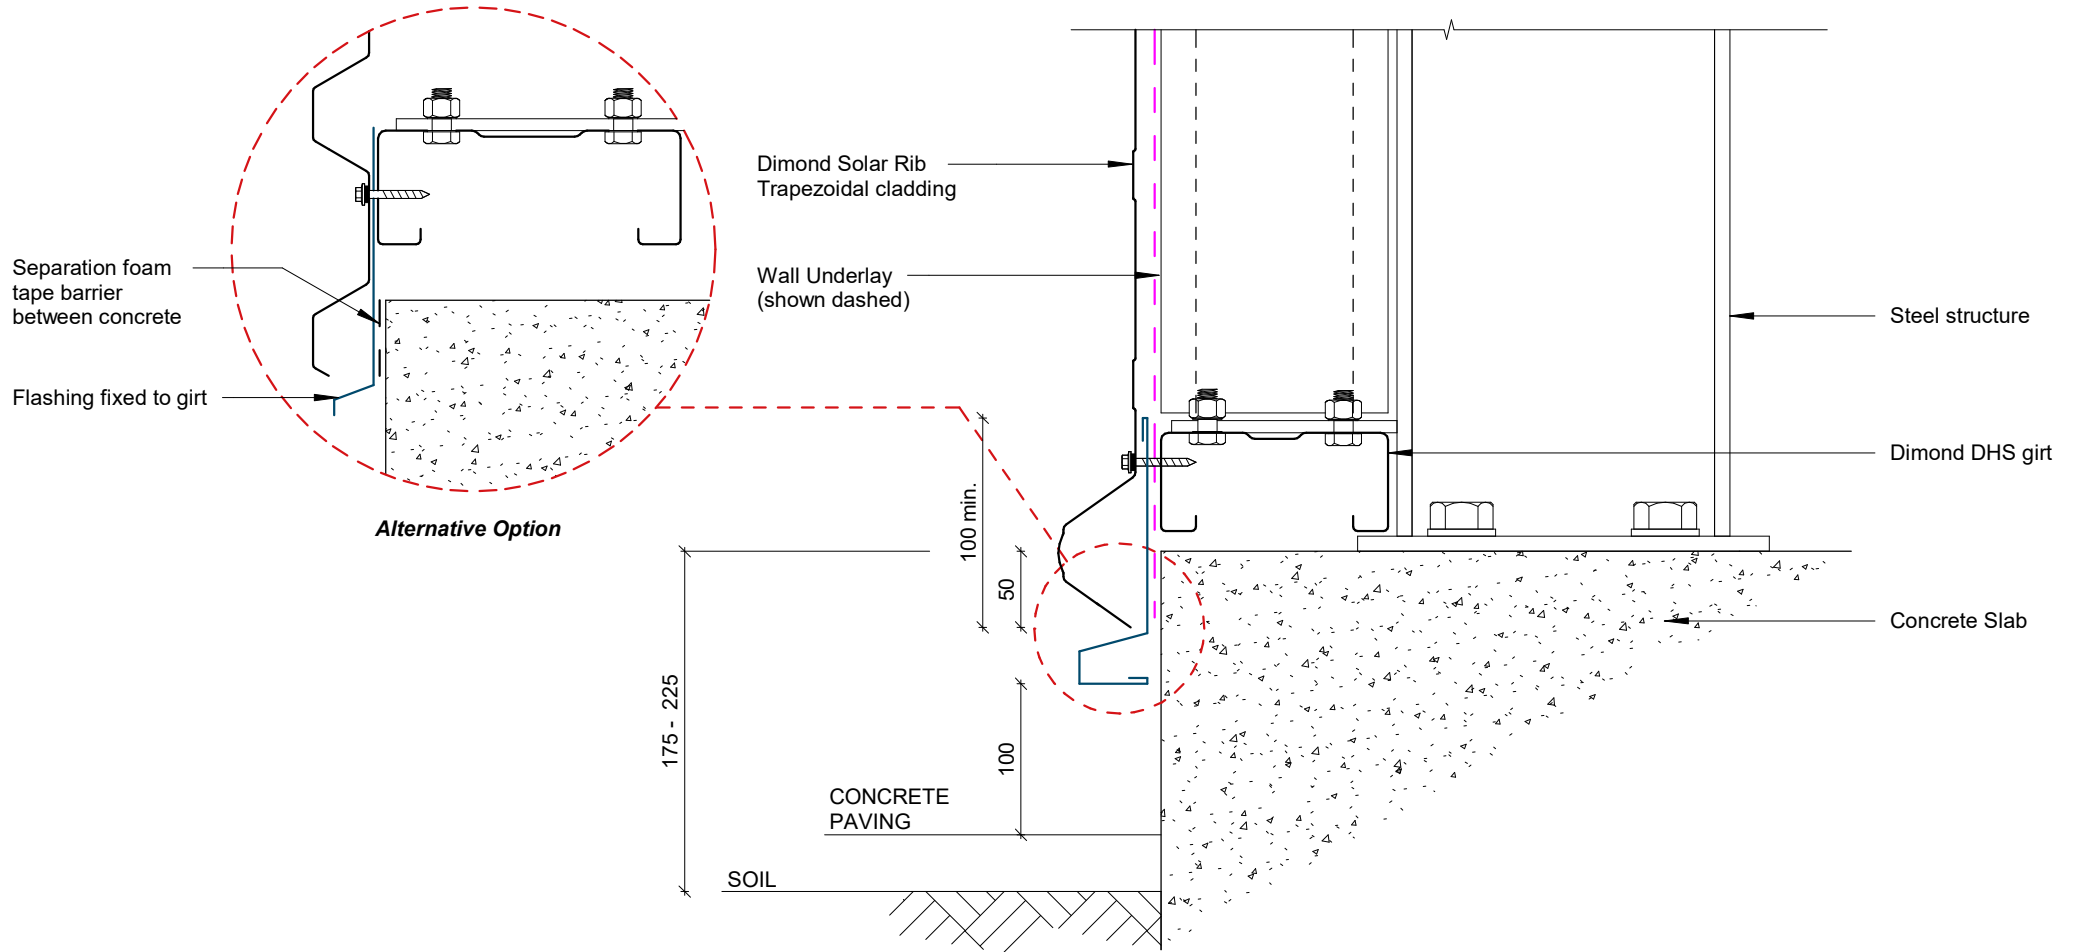 Separation foam
tape barrier
between concrete
Flashing fixed to girt
Alternative Option
Dimond Solar Rib
Trapezoidal cladding
Wall Underlay
(shown dashed)
Steel structure
Dimond DHS girt
Concrete Slab
100 min.
50
175 - 225
100
CONCRETE
PAVING
SOIL